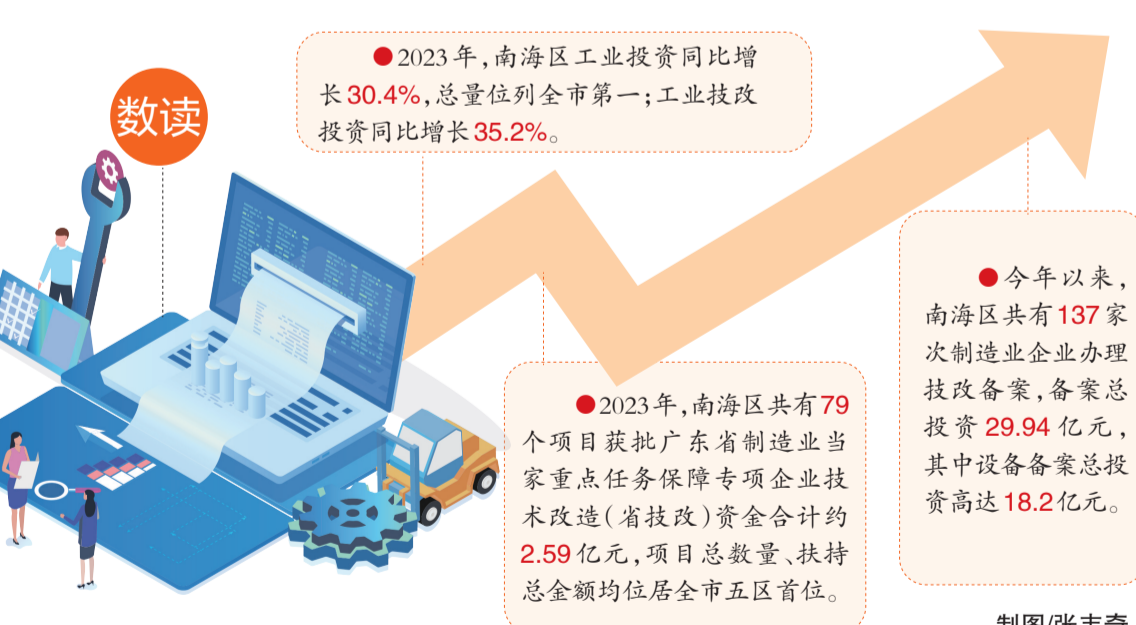 数读
●2023年,南海区工业投资同比增
长30.4%,总量位列全市第一;工业技改
投资同比增长35.2%。
●2023年,南海区共有79
个项目获批广东省制造业当
家重点任务保障专项企业技
术改造(省技改)资金合计约
2.59亿元,项目总数量、扶持
总金额均位居全市五区首位。
●今年以来,
南海区共有137家
次制造业企业办理
技改备案,备案总
投资29.94亿元,
其中设备备案总投
资高达18.2亿元。
制图/张